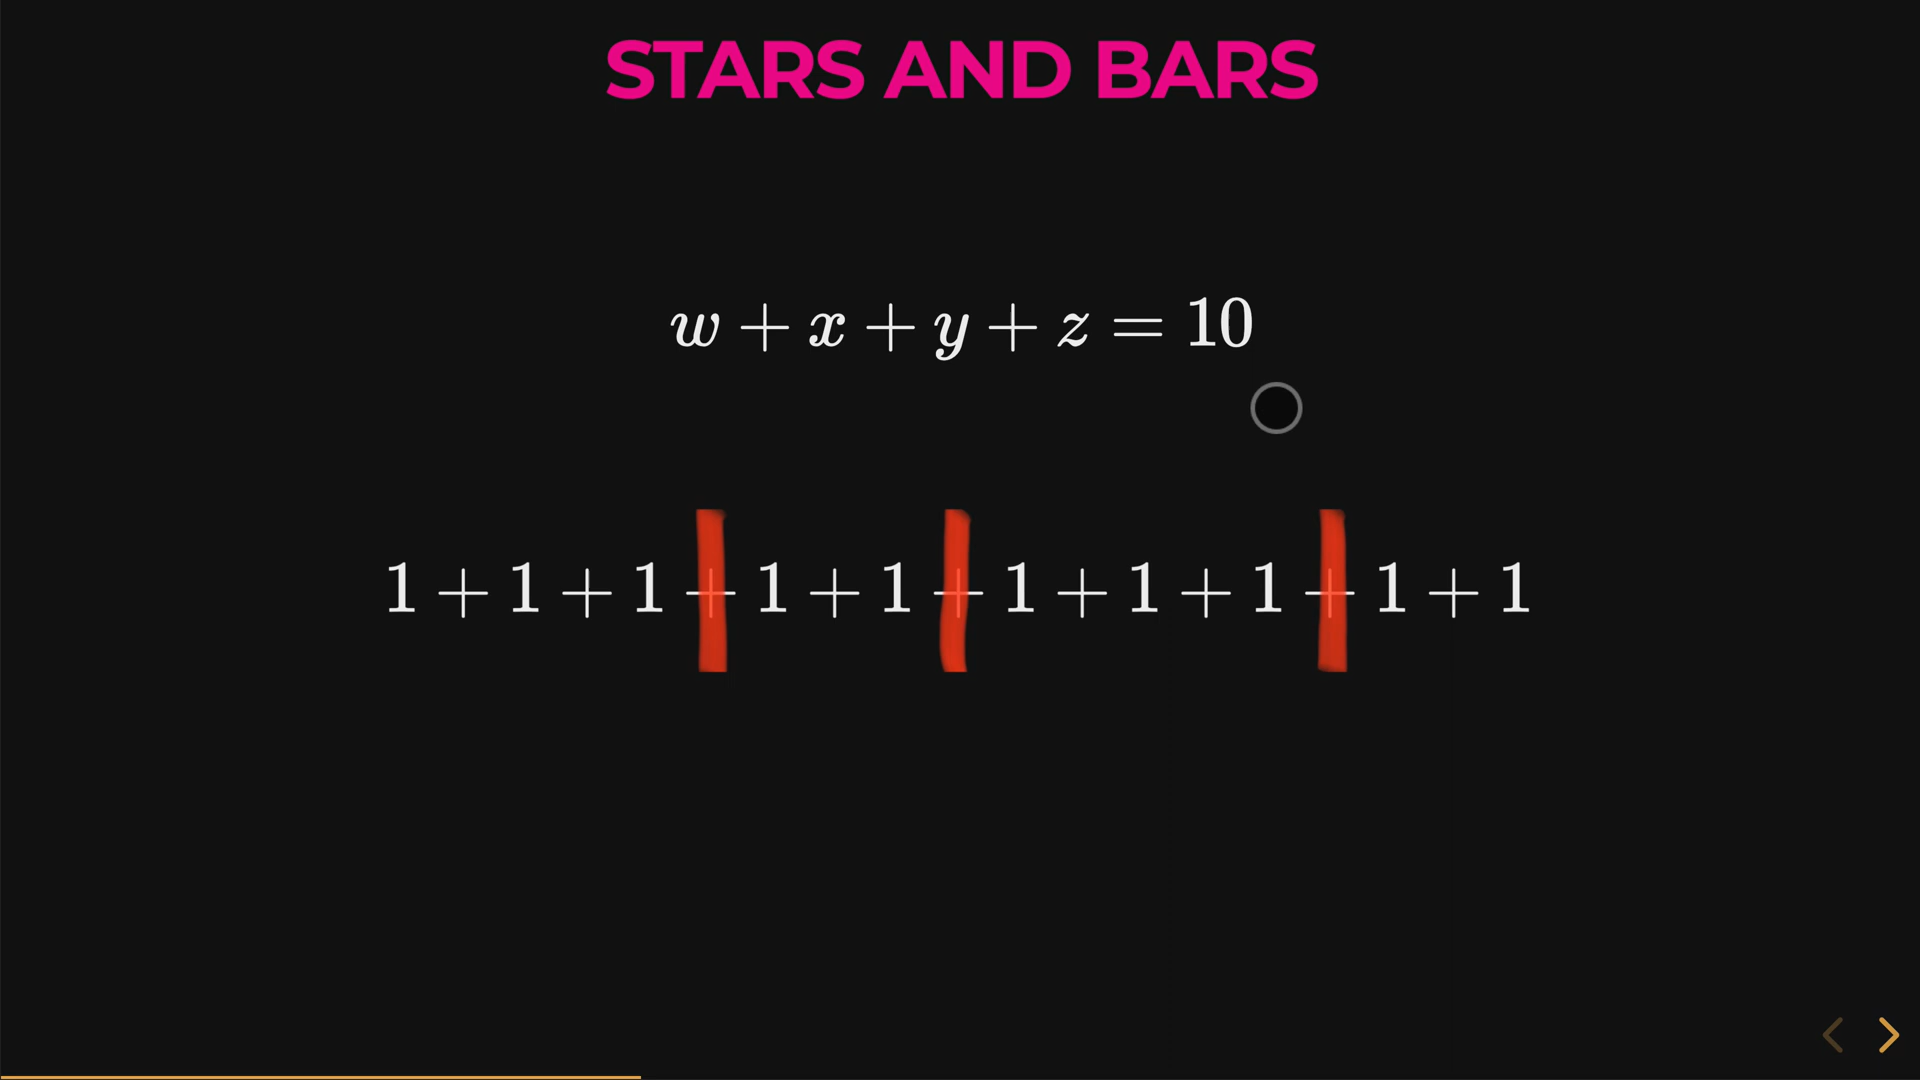 STARS AND BARS
w + x + y + z = 10
1 + 1 + 1 + 1 + 1 + 1 + 1 + 1 + 1 + 1